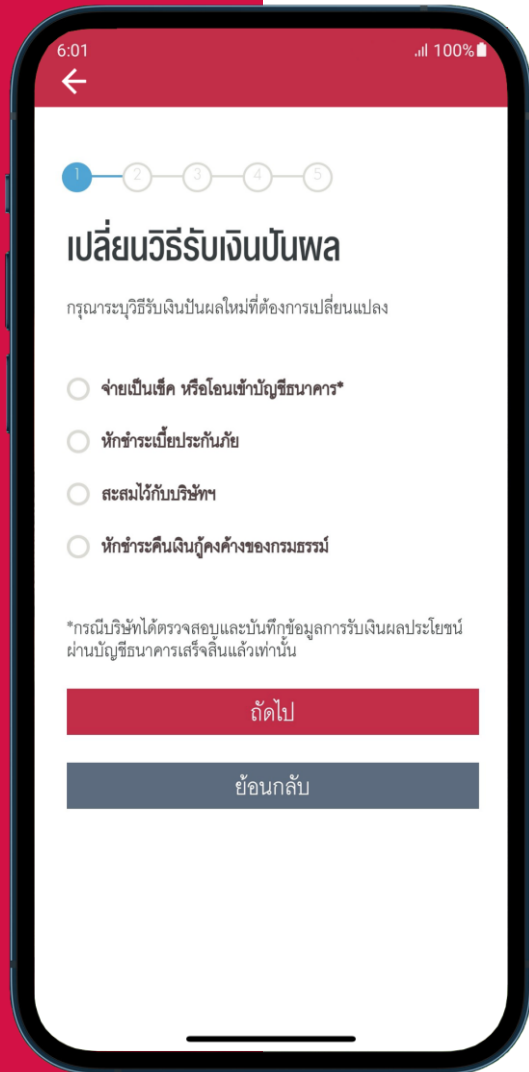 6:01 100%
1 2 3 4 5
เปลี่ยนวิธีรับเงินปันผล
กรุณาระบุวิธีรับเงินปันผลใหม่ที่ต้องการเปลี่ยนแปลง
จ่ายเป็นเช็ค หรือโอนเข้าบัญชีธนาคาร*
หักชำระเบี้ยประกันภัย
สะสมไว้กับบริษัทฯ
หักชำระคืนเงินกู้คงค้างของกรมธรรม์
*กรณีบริษัทได้ตรวจสอบและบันทึกข้อมูลการรับเงินผลประโยชน์
ผ่านบัญชีธนาคารเสร็จสิ้นแล้วเท่านั้น
ถัดไป
ย้อนกลับ